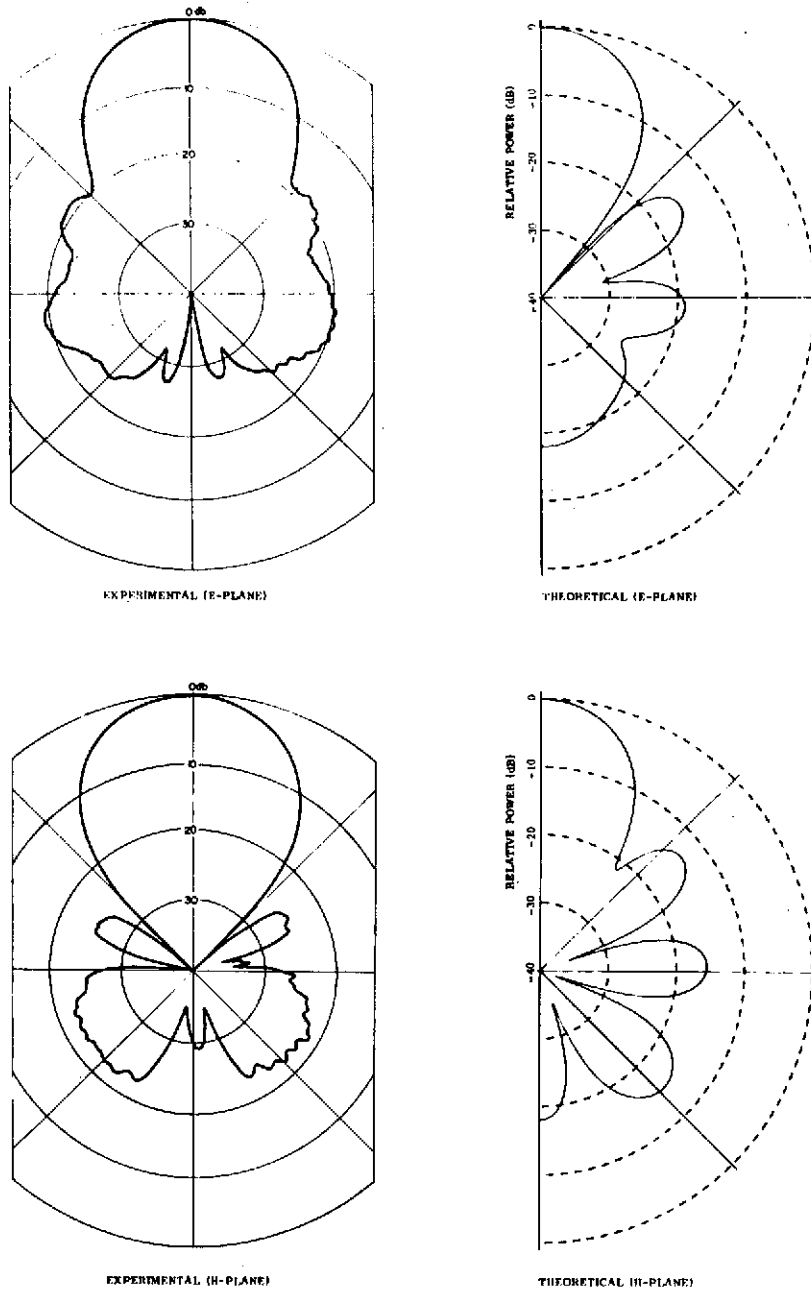 0 db
10
20
30
EXPERIMENTAL (E-PLANE)
RELATIVE POWER (dB)
0
-10
-20
-30
-40
THEORETICAL (E-PLANE)
0db
10
20
30
EXPERIMENTAL (H-PLANE)
RELATIVE POWER (dB)
0
-10
-20
-30
-40
THEORETICAL (H-PLANE)